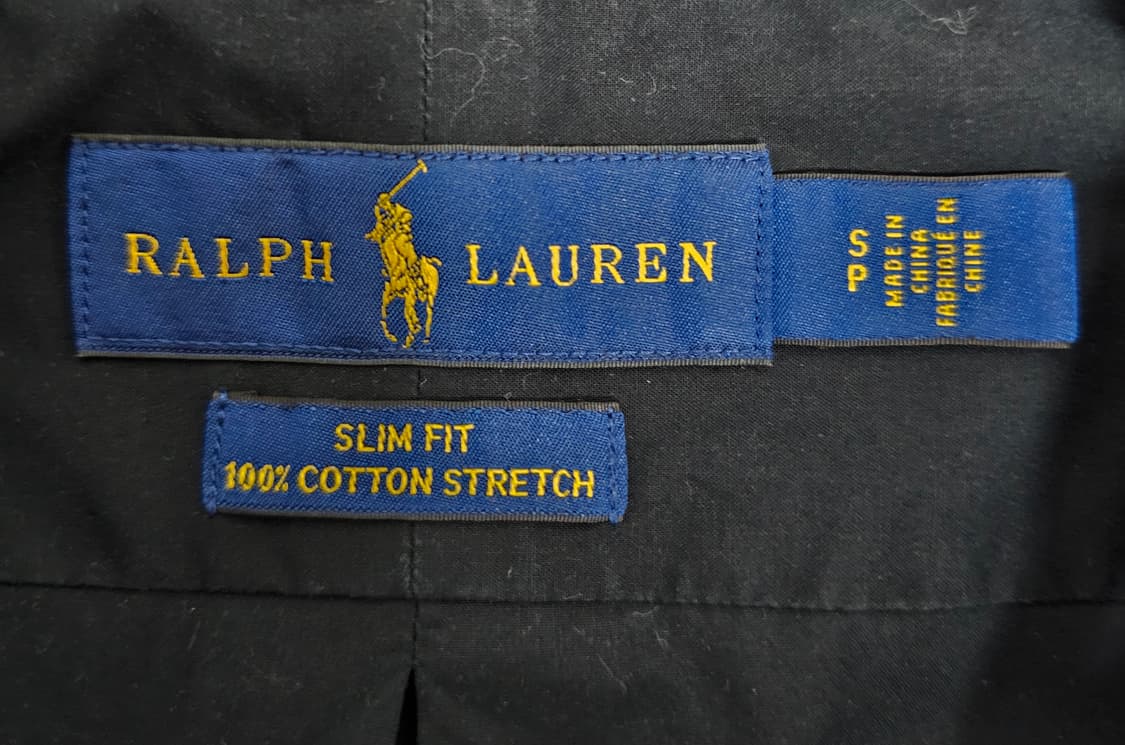 RALPH LAUREN
S
P
MADE IN
CHINA
FABRIQUÉ EN
CHINE
SLIM FIT
100% COTTON STRETCH